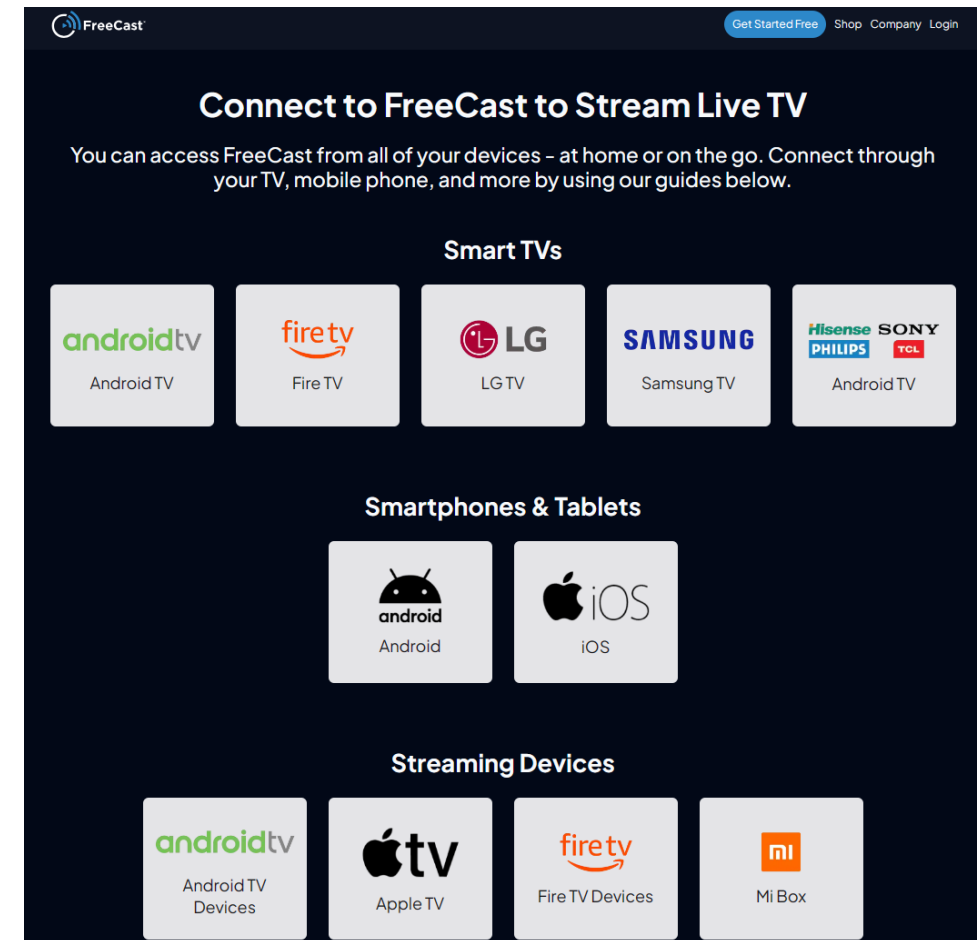 FreeCast
Get Started Free Shop Company Login
Connect to FreeCast to Stream Live TV
You can access FreeCast from all of your devices - at home or on the go. Connect through
your TV, mobile phone, and more by using our guides below.
Smart TVs
androidtv
Android TV
firetv
Fire TV
LG
LG TV
SAMSUNG
Samsung TV
Hisense SONY
PHILIPS TCL
Android TV
Smartphones & Tablets
android
Android
iOS
iOS
Streaming Devices
androidtv
Android TV
Devices
tv
Apple TV
firetv
Fire TV Devices
MI
Mi Box